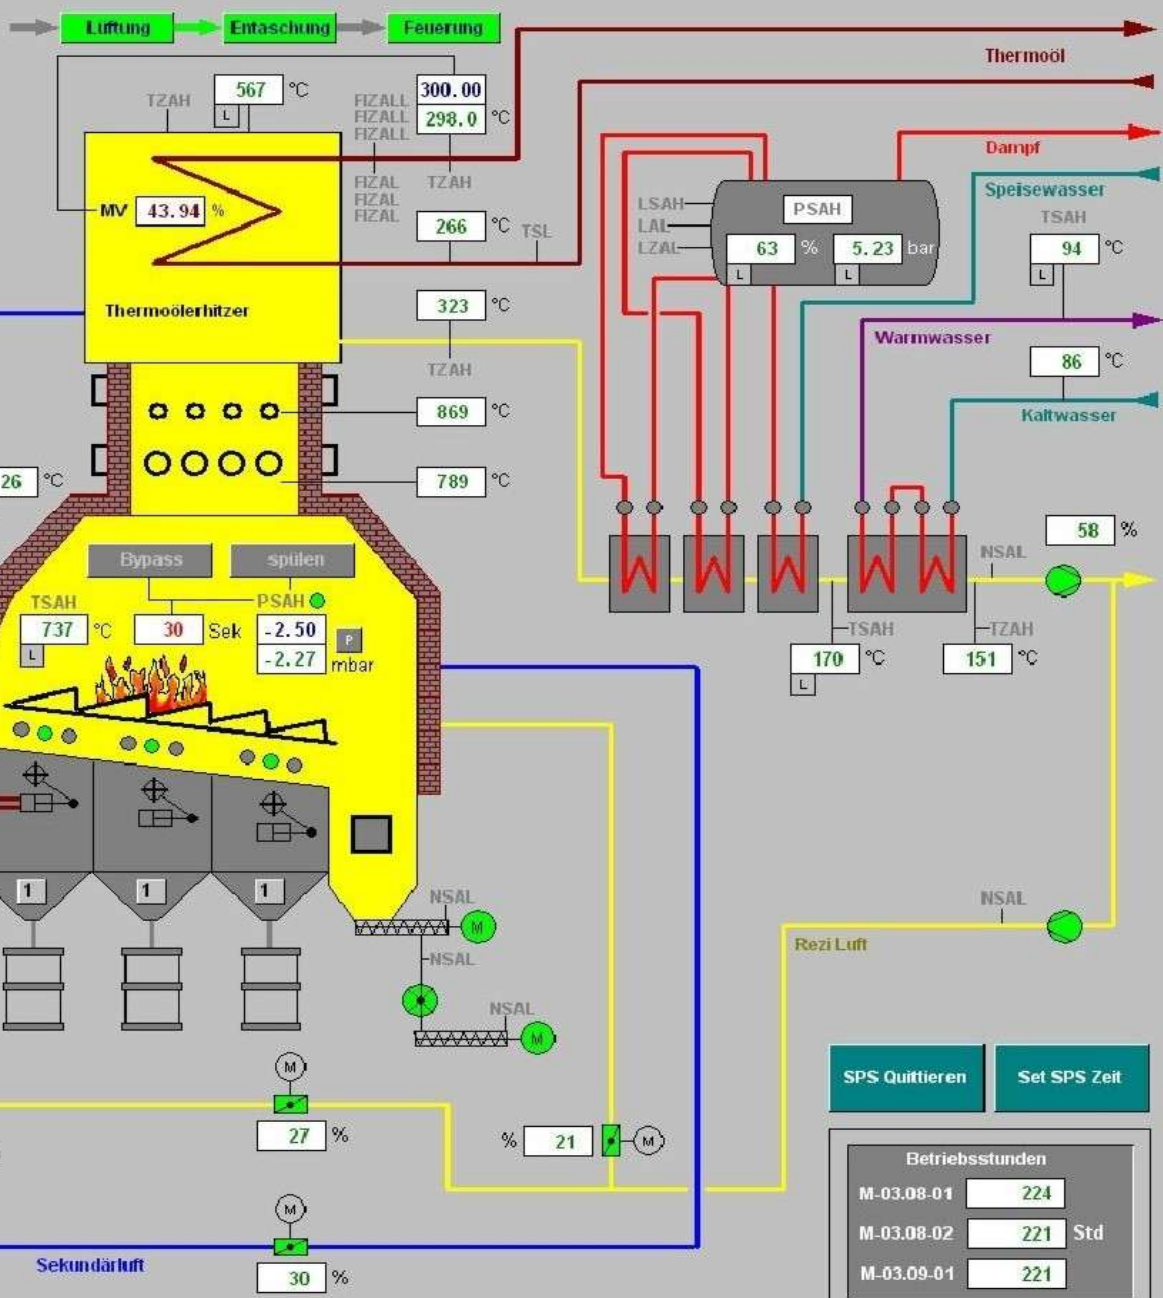 Lüftung Entaschung Feuerung
Thermoöl
567 °C
L
TZAH
FIZALL
FIZALL
FIZALL
300.00
298.0 °C
TZAH
FIZAL
FIZAL
FIZAL
MV 43.94 %
266 °C TSL
Thermoölerhitzer
323 °C
TZAH
869 °C
789 °C
26 °C
Dampf
Speisewasser
LSAH
LAL
LZAL
PSAH
63 % 5.23 bar
L L
TSAH
94 °C
L
Warmwasser
86 °C
Kaltwasser
58 %
NSAL
TSAH
170 °C
L
TZAH
151 °C
Bypass spülen
TSAH
737 °C
L
30 Sek
PSAH
-2.50
-2.27 mbar
P
1 1 1
NSAL
M
NSAL
NSAL
M
NSAL
Rezi Luft
M
27 %
% 21 M
M
30 %
Sekundärluft
SPS Quittieren Set SPS Zeit
Betriebsstunden
M-03.08-01 224
M-03.08-02 221 Std
M-03.09-01 221